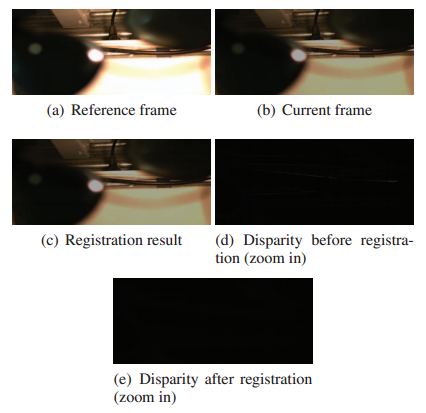 (a) Reference frame
(b) Current frame
(c) Registration result
(d) Disparity before registra-
tion (zoom in)
(e) Disparity after registration
(zoom in)